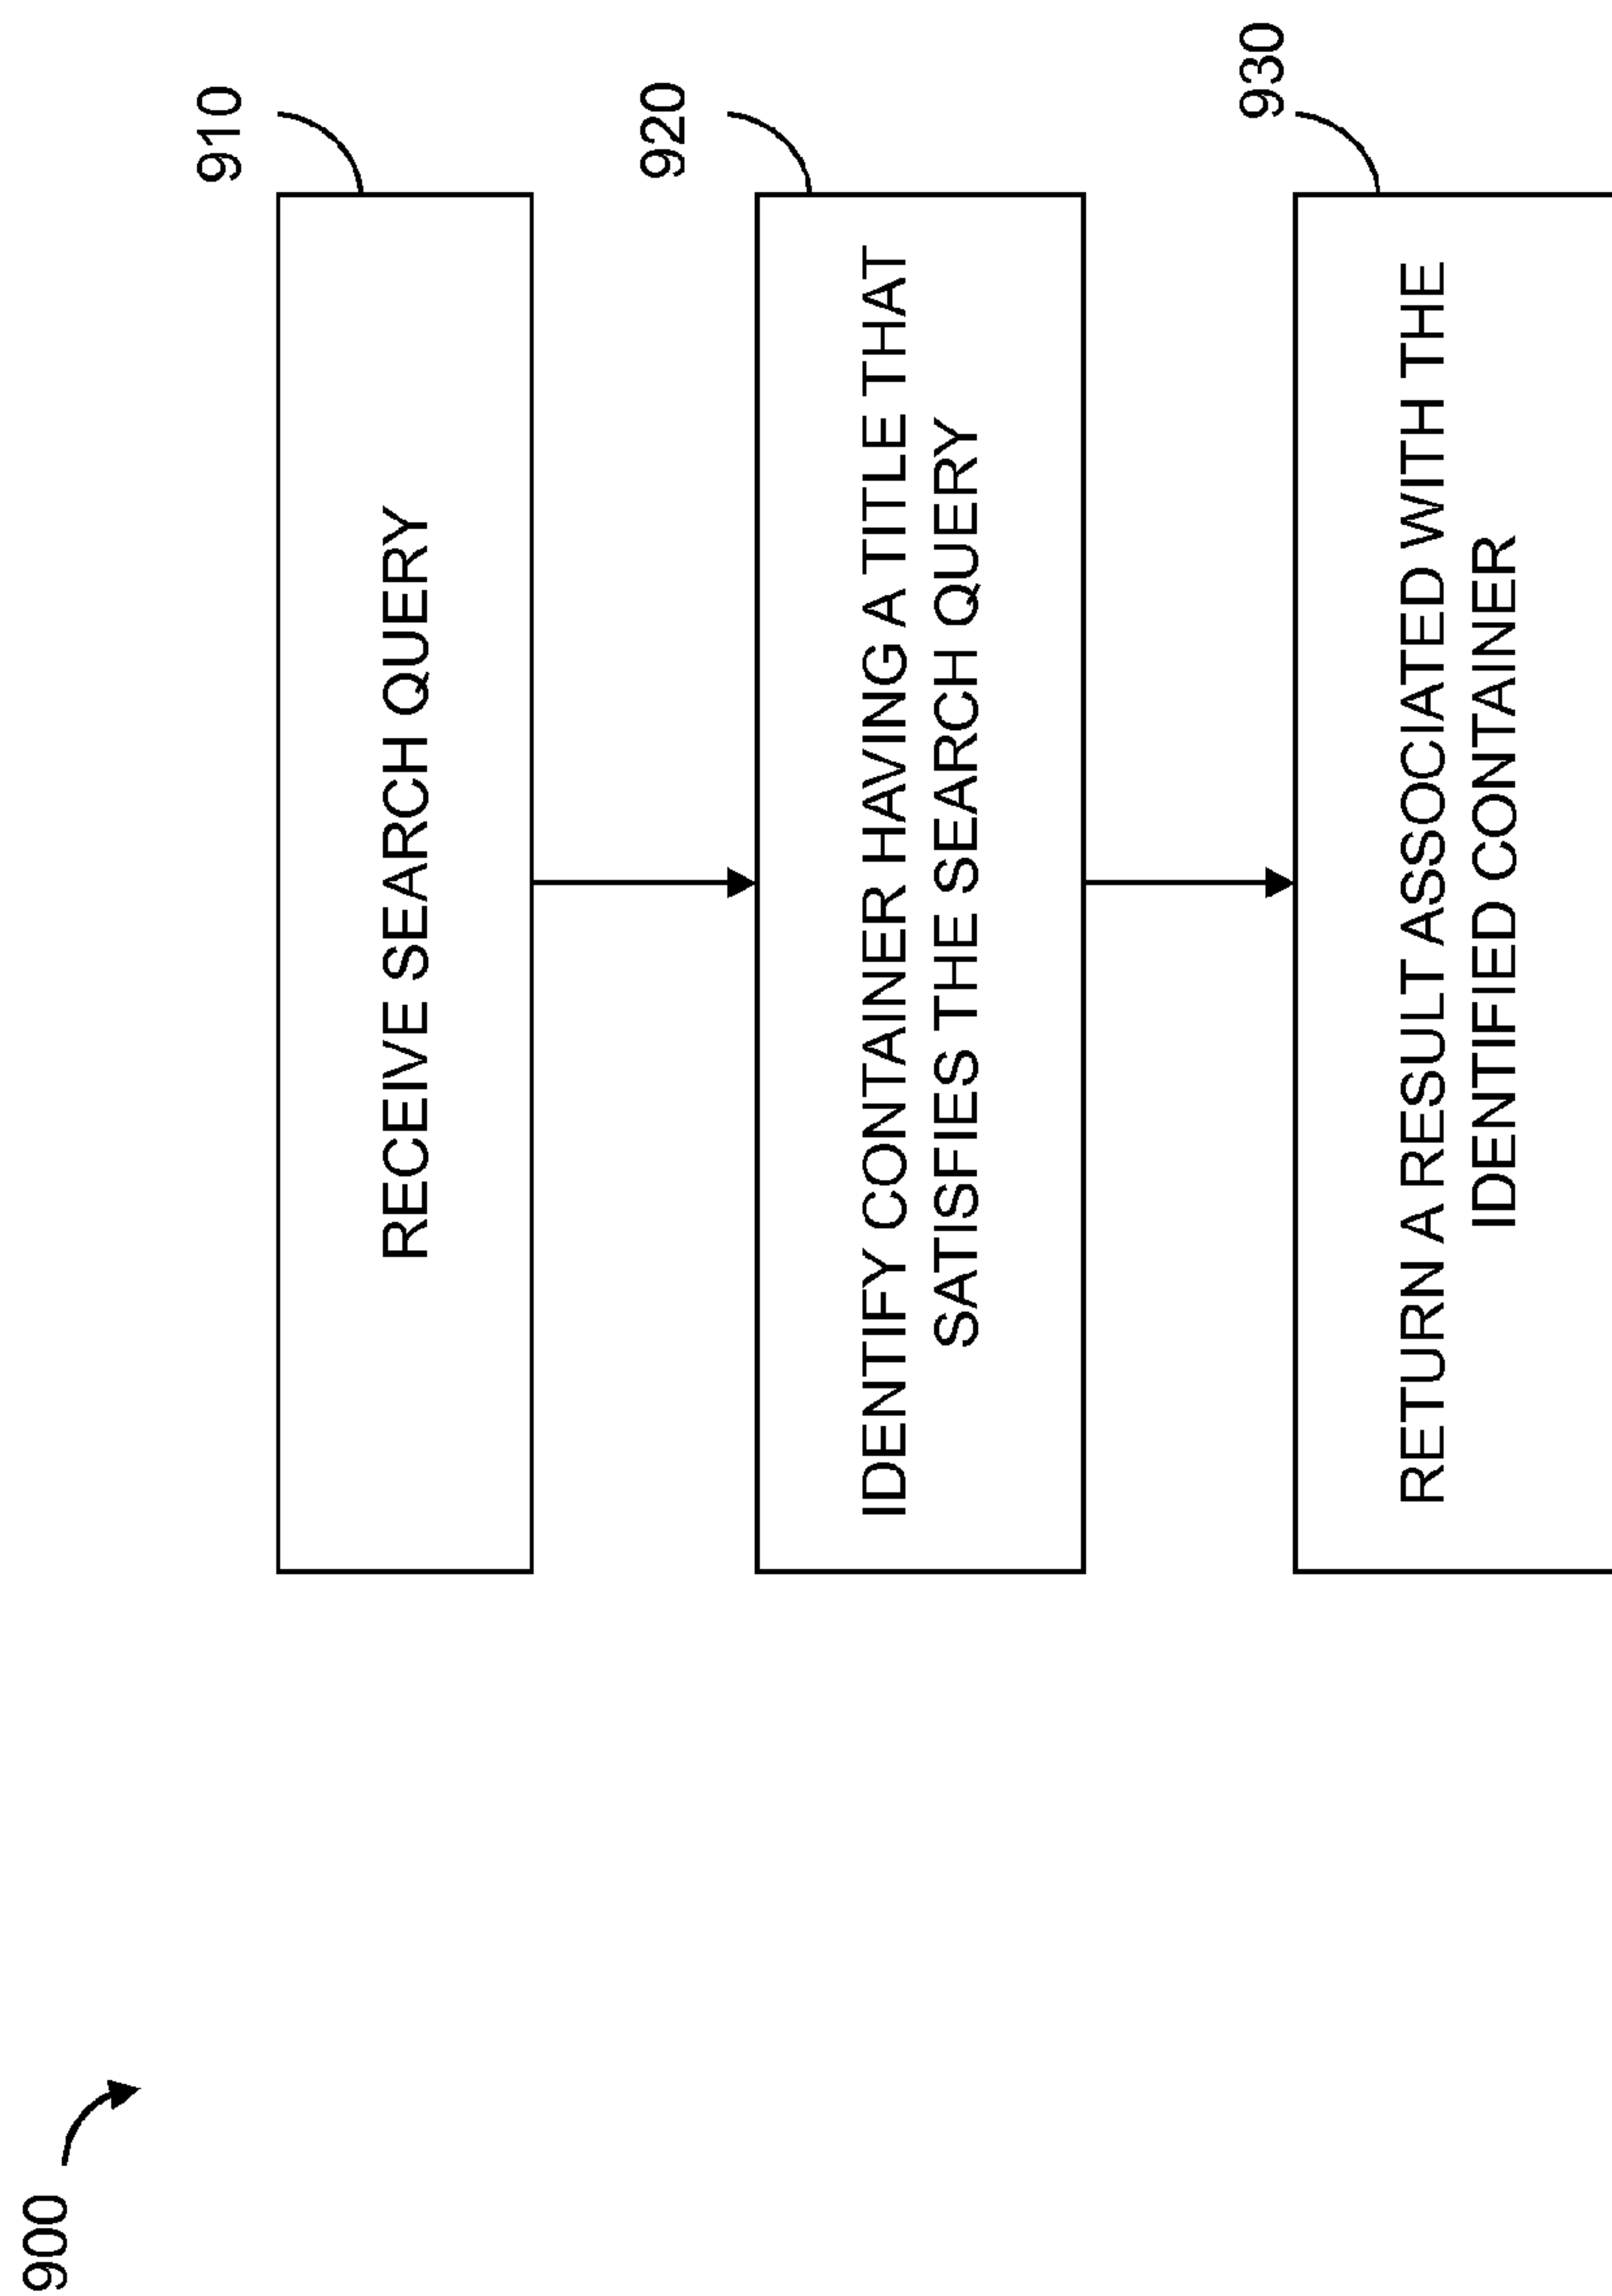 900
910
RECEIVE SEARCH QUERY
920
IDENTIFY CONTAINER HAVING A TITLE THAT
SATISFIES THE SEARCH QUERY
930
RETURN A RESULT ASSOCIATED WITH THE
IDENTIFIED CONTAINER